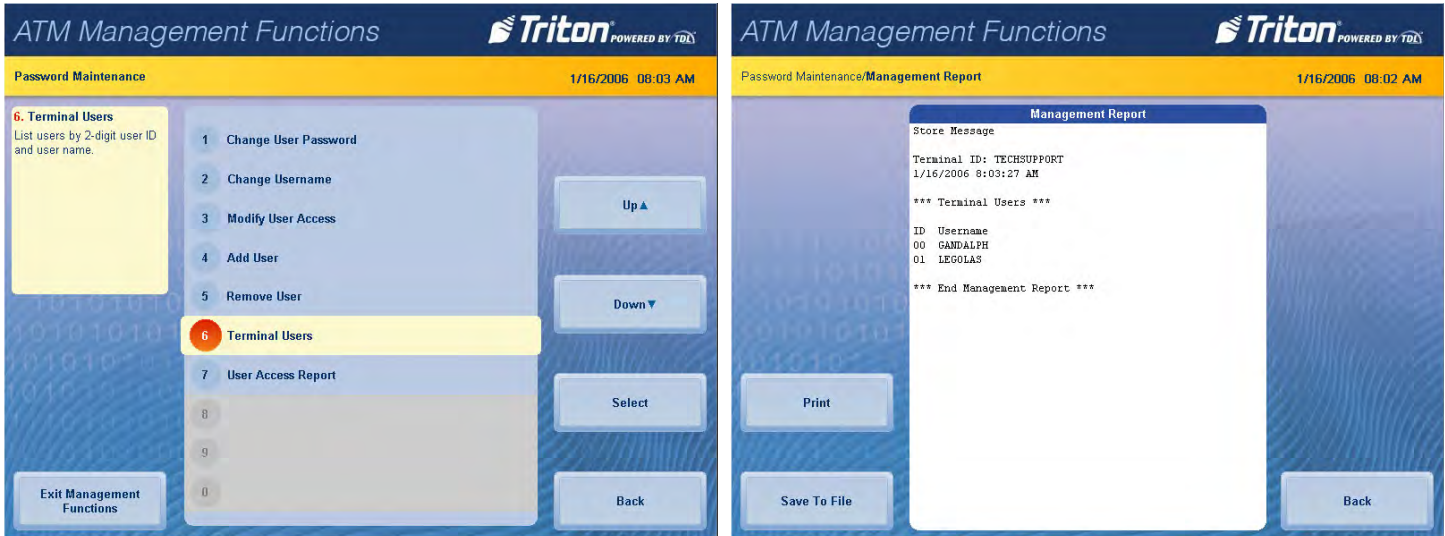 ATM Management Functions
Triton POWERED BY TDL
Password Maintenance
1/16/2006 08:03 AM
6. Terminal Users
List users by 2-digit user ID
and user name.
1 Change User Password
2 Change Username
3 Modify User Access
4 Add User
5 Remove User
6 Terminal Users
7 User Access Report
8
9
0
Up▲
Down▼
Select
Back
Exit Management
Functions
ATM Management Functions
Triton POWERED BY TDL
Password Maintenance/Management Report
1/16/2006 08:02 AM
Management Report
Store Message
Terminal ID: TECHSUPPORT
1/16/2006 8:03:27 AM
*** Terminal Users ***
ID Username
00 GANDALPH
01 LEGOLAS
*** End Management Report ***
Print
Save To File
Back